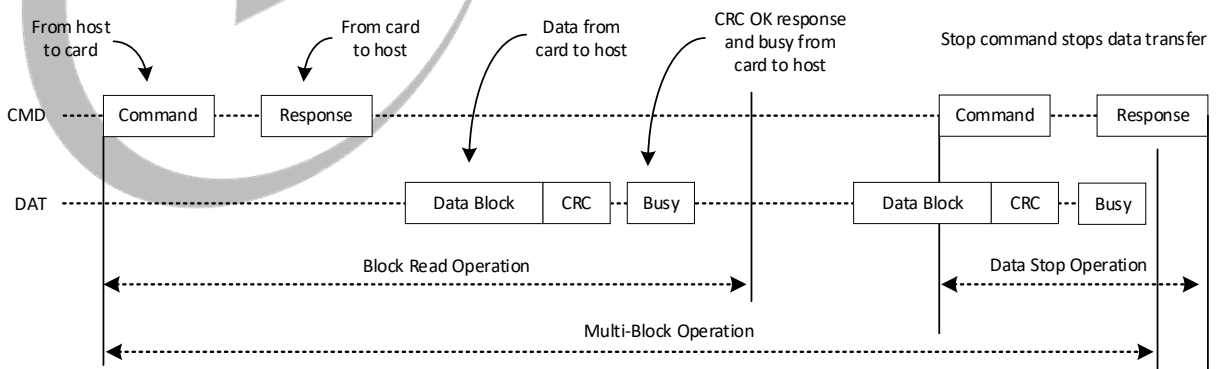 From host
to card
From card
to host
Data from
card to host
CRC OK response
and busy from
card to host
Stop command stops data transfer
CMD
Command
Response
Command
Response
DAT
Data Block
CRC
Busy
Data Block
CRC
Busy
Block Read Operation
Data Stop Operation
Multi-Block Operation